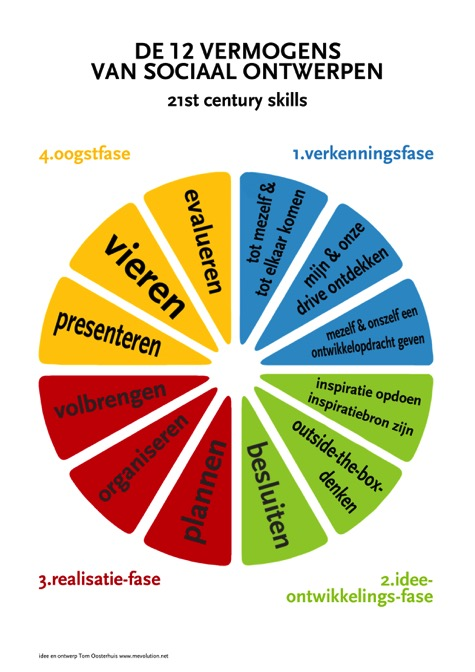 DE 12 VERMOGENS
VAN SOCIAAL ONTWERPEN
21st century skills
4.oogstfase
1.verkenningsfase
tot mezelf &
tot elkaar komen
mijn & onze
drive ontdekken
mezelf & onszelf een
ontwikkelopdracht geven
inspiratie opdoen
inspiratiebron zijn
outside-the-box-
denken
besluiten
plannen
organiseren
volbrengen
presenteren
vieren
evalueren
3.realisatie-fase
2.idee-
ontwikkelings-fase
idee en ontwerp Tom Oosterhuis www.mevolution.net